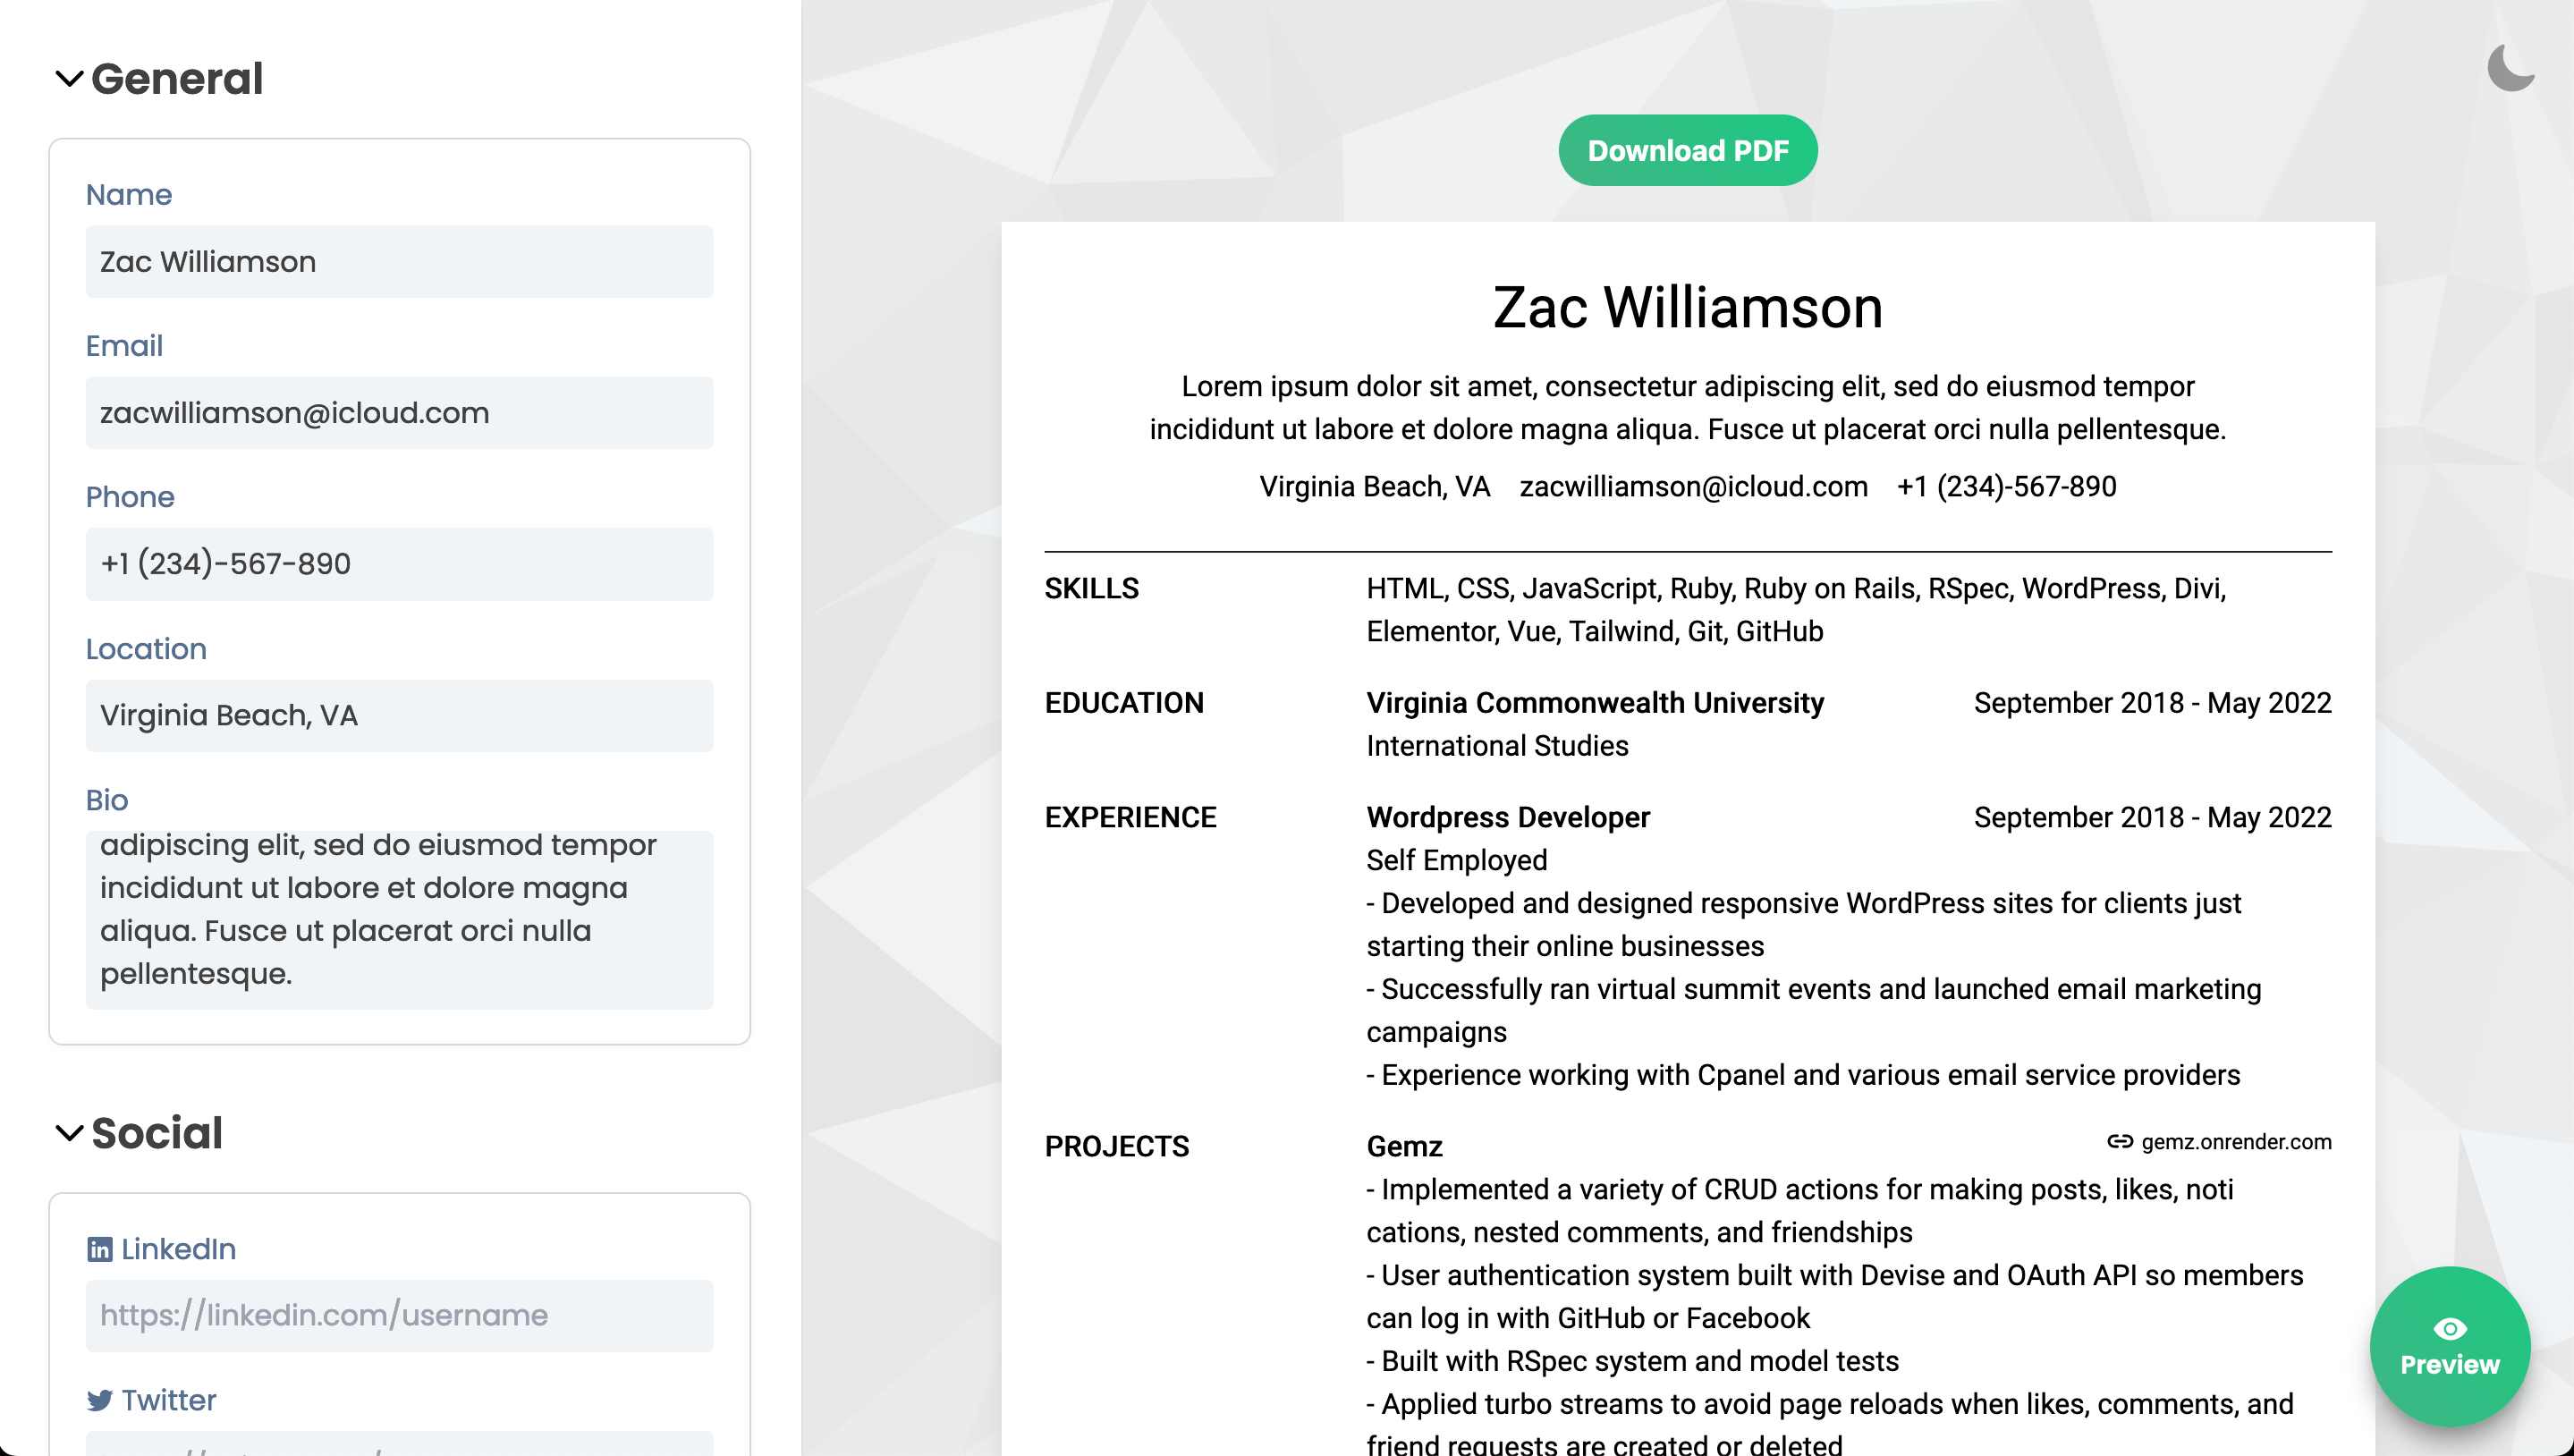 General
Name
Zac Williamson
Email
zacwilliamson@icloud.com
Phone
+1 (234)-567-890
Location
Virginia Beach, VA
Bio
adipiscing elit, sed do eiusmod tempor
incididunt ut labore et dolore magna
aliqua. Fusce ut placerat orci nulla
pellentesque.
Social
LinkedIn
https://linkedin.com/username
Twitter
Download PDF
Zac Williamson
Lorem ipsum dolor sit amet, consectetur adipiscing elit, sed do eiusmod tempor
incididunt ut labore et dolore magna aliqua. Fusce ut placerat orci nulla pellentesque.
Virginia Beach, VA zacwilliamson@icloud.com +1 (234)-567-890
SKILLS HTML, CSS, JavaScript, Ruby, Ruby on Rails, RSpec, WordPress, Divi,
Elementor, Vue, Tailwind, Git, GitHub
EDUCATION Virginia Commonwealth University September 2018 - May 2022
International Studies
EXPERIENCE Wordpress Developer September 2018 - May 2022
Self Employed
- Developed and designed responsive WordPress sites for clients just
starting their online businesses
- Successfully ran virtual summit events and launched email marketing
campaigns
- Experience working with Cpanel and various email service providers
PROJECTS Gemz gemz.onrender.com
- Implemented a variety of CRUD actions for making posts, likes, noti
cations, nested comments, and friendships
- User authentication system built with Devise and OAuth API so members
can log in with GitHub or Facebook
- Built with RSpec system and model tests
- Applied turbo streams to avoid page reloads when likes, comments, and
friend requests are created or deleted
Preview